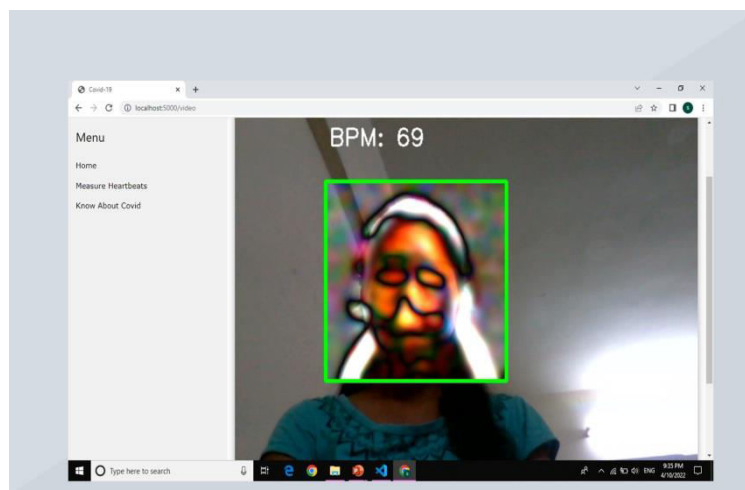 Covid-19
localhost:5000/video
Menu
BPM: 69
Home
Measure Heartbeats
Know About Covid
Type here to search
ENG
9:35 PM
4/10/2022